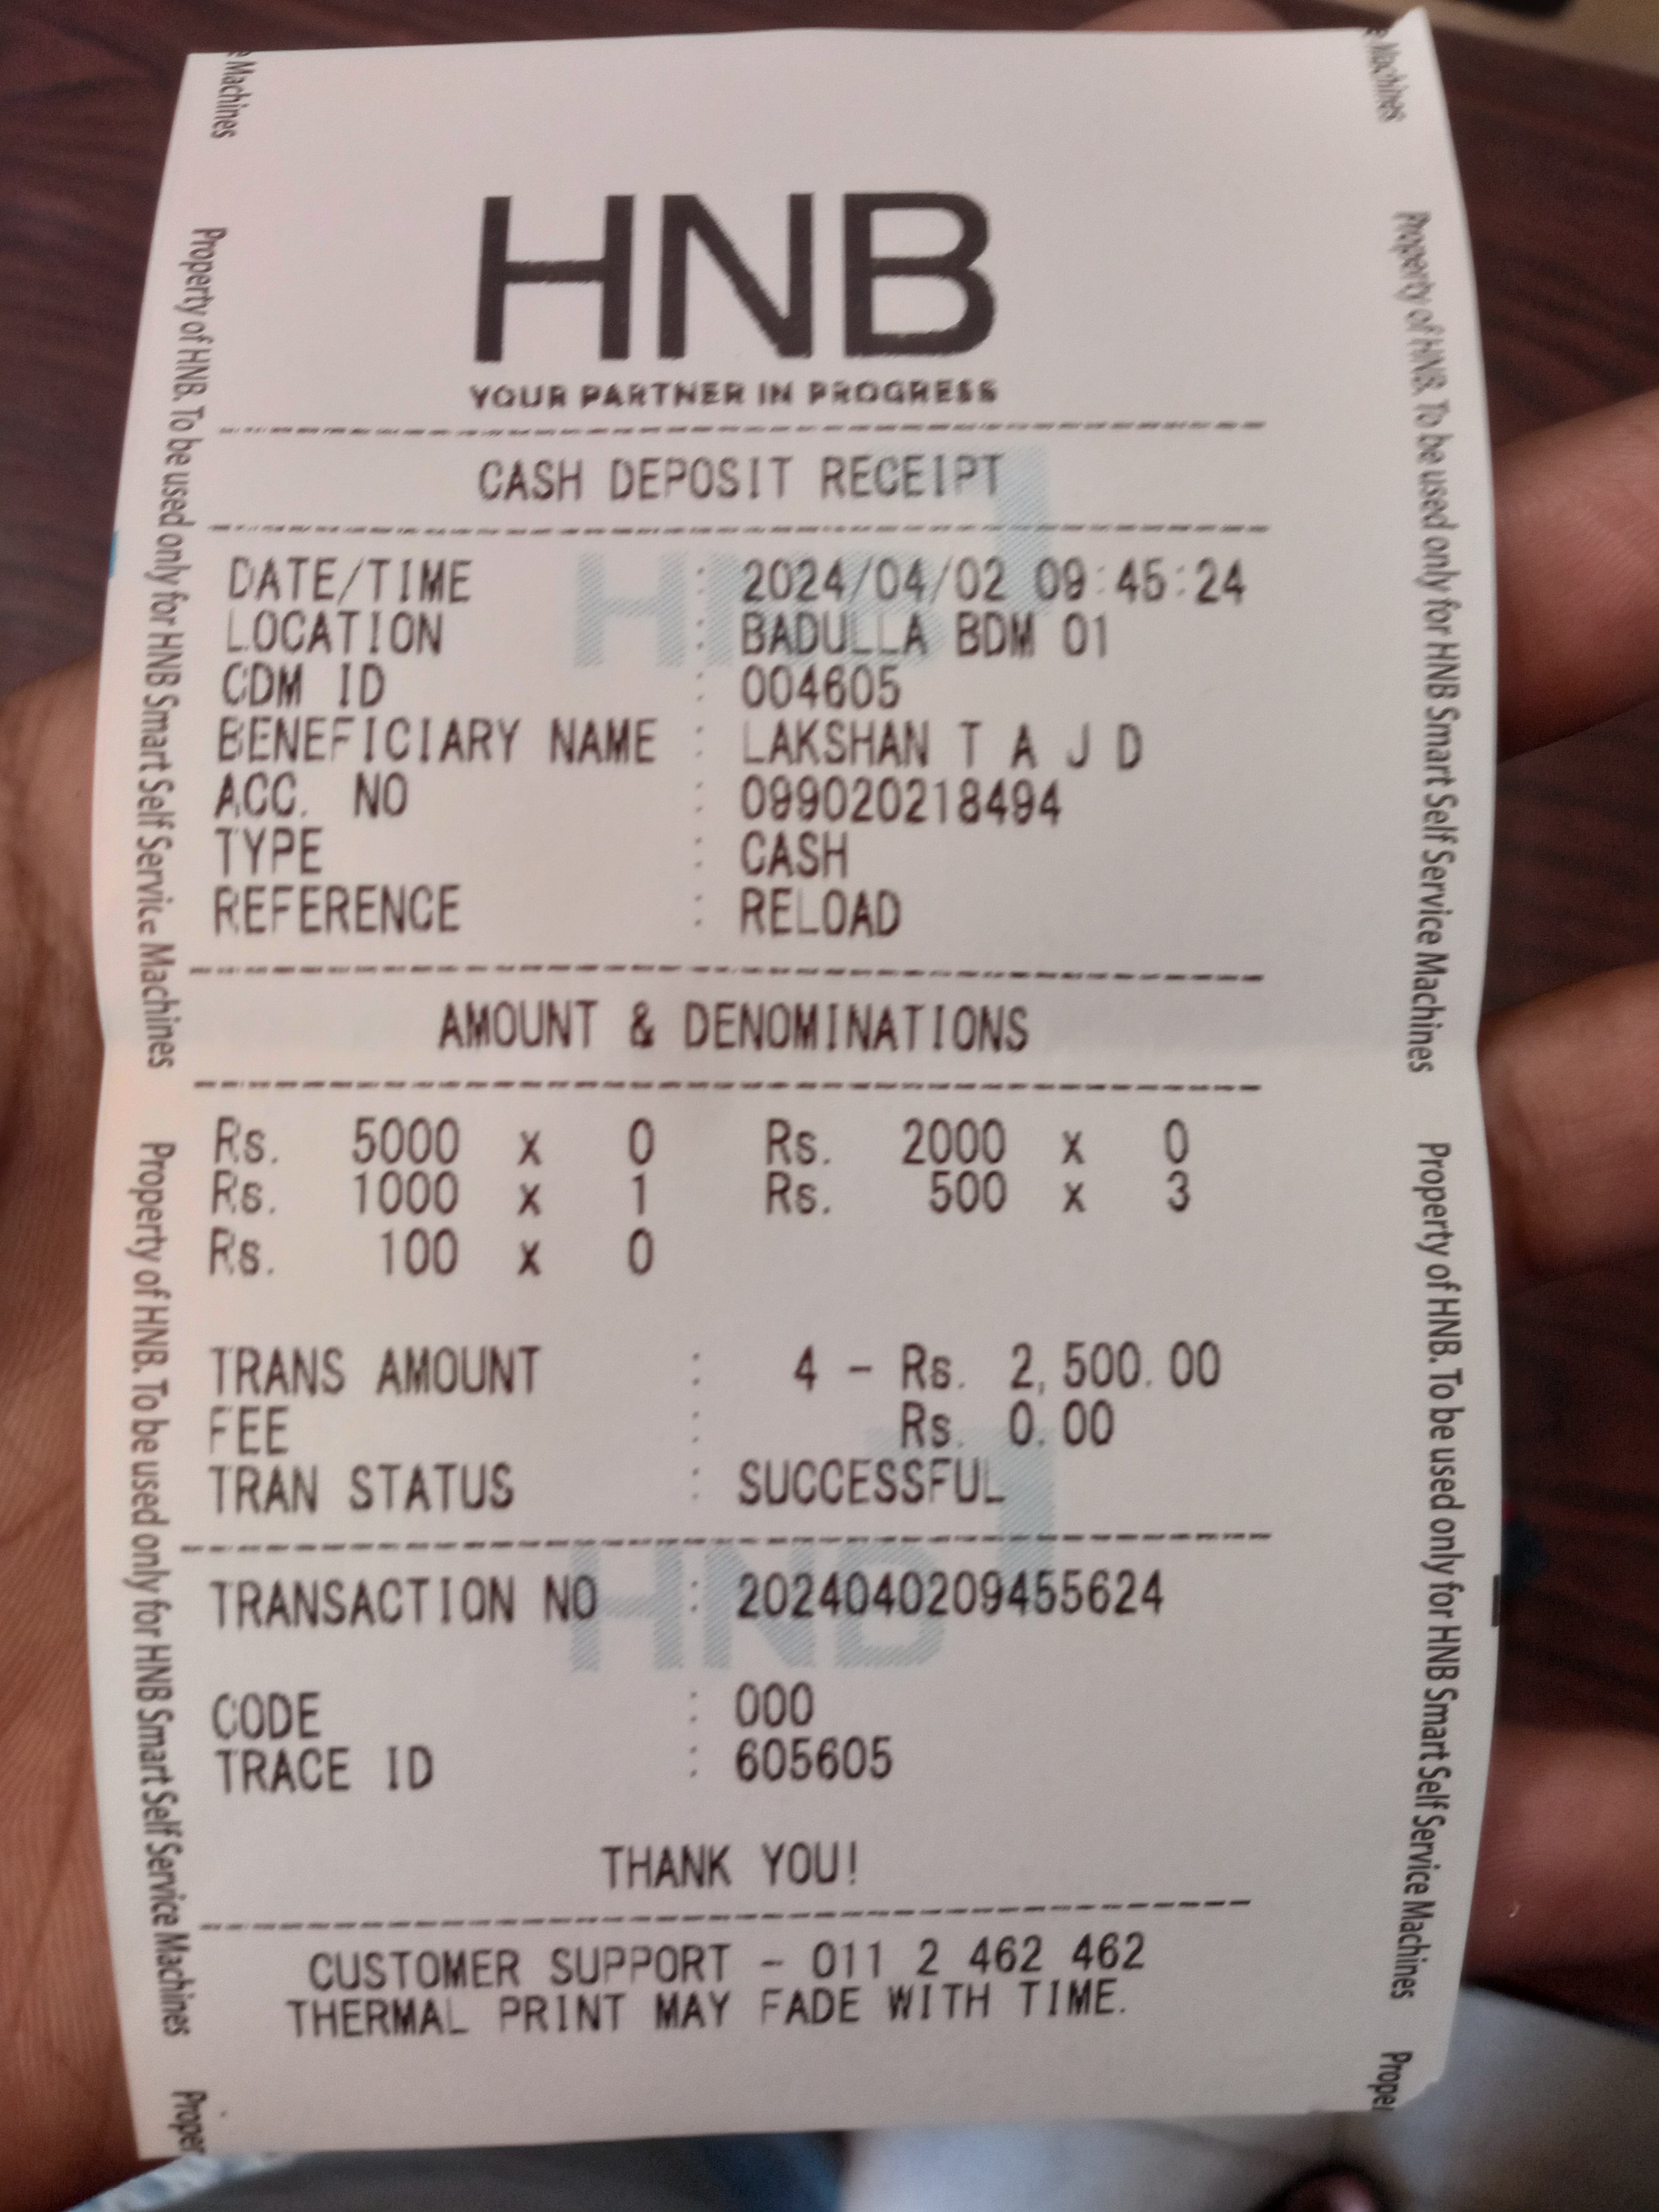 HNB
YOUR PARTNER IN PROGRESS
CASH DEPOSIT RECEIPT
DATE/TIME : 2024/04/02 09:45:24
LOCATION : BADULLA BDM 01
CDM ID : 004605
BENEFICIARY NAME : LAKSHAN T A J D
ACC. NO : 099020218494
TYPE : CASH
REFERENCE : RELOAD
AMOUNT & DENOMINATIONS
Rs. 5000 x 0 Rs. 2000 x 0
Rs. 1000 x 1 Rs. 500 x 3
Rs. 100 x 0
TRANS AMOUNT : 4 - Rs. 2,500.00
FEE : Rs. 0.00
TRAN STATUS : SUCCESSFUL
TRANSACTION NO : 2024040209455624
CODE : 000
TRACE ID : 605605
THANK YOU!
CUSTOMER SUPPORT - 011 2 462 462
THERMAL PRINT MAY FADE WITH TIME.
e Machines
Property of HNB. To be used only for HNB Smart Self Service Machines
Property of HNB. To be used only for HNB Smart Self Service Machines
Proper
e Machines
Property of HNB. To be used only for HNB Smart Self Service Machines
Property of HNB. To be used only for HNB Smart Self Service Machines
Proper
HNB
HNB